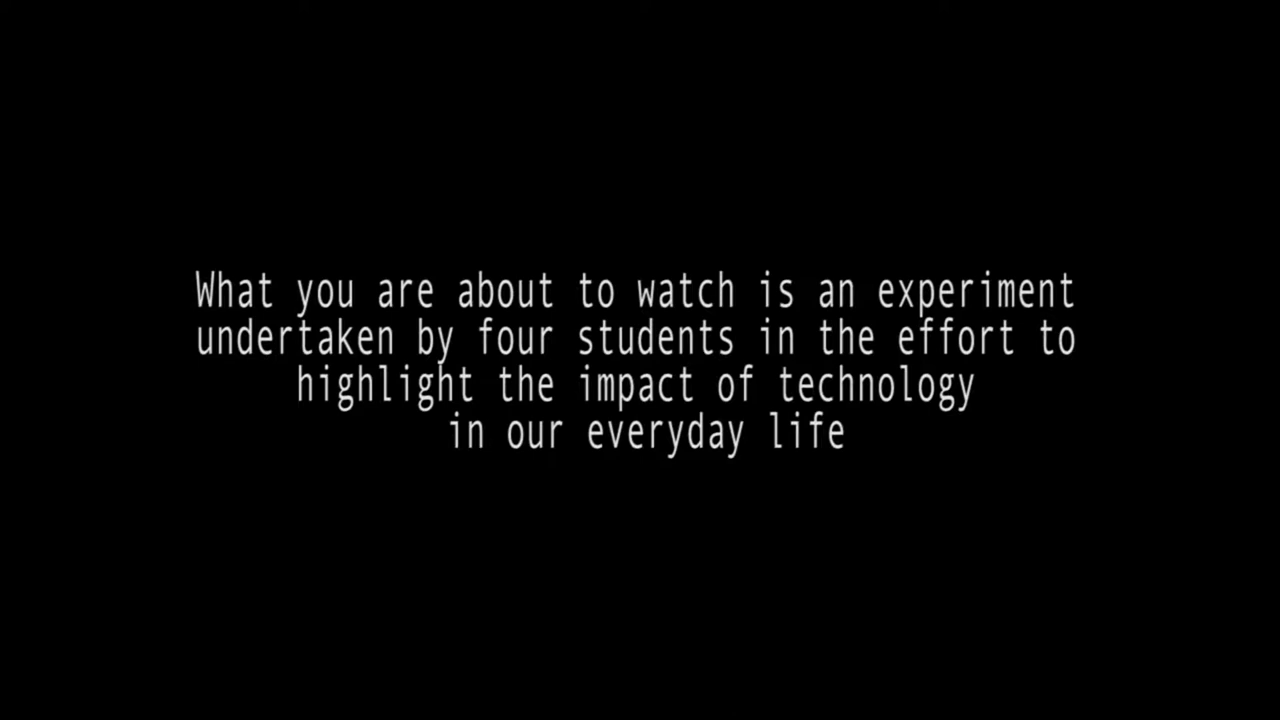 What you are about to watch is an experiment
undertaken by four students in the effort to
highlight the impact of technology
in our everyday life